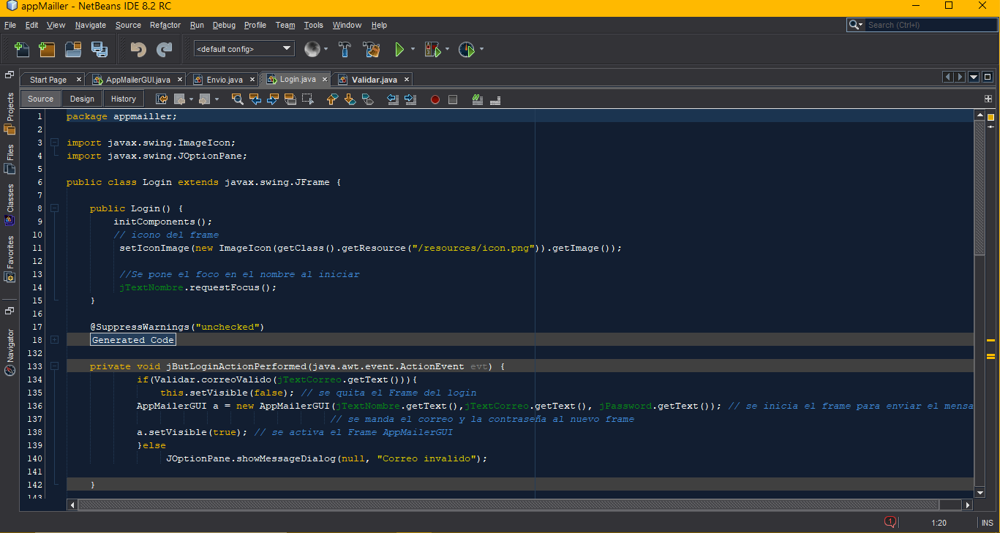 appMailler - NetBeans IDE 8.2 RC
File Edit View Navigate Source Refactor Run Debug Profile Team Tools Window Help
Search (Ctrl+I)
<default config>
Start Page AppMailerGUI.java Envio.java Login.java Validar.java
Source Design History
Projects
Files
Classes
Favorites
Navigator
1 package appmailler;
2
3 import javax.swing.ImageIcon;
4 import javax.swing.JOptionPane;
5
6 public class Login extends javax.swing.JFrame {
7
8 public Login() {
9 initComponents();
10 // icono del frame
11 setIconImage(new ImageIcon(getClass().getResource("/resources/icon.png")).getImage());
12
13 //Se pone el foco en el nombre al iniciar
14 jTextNombre.requestFocus();
15 }
16
17 @SuppressWarnings("unchecked")
18 Generated Code
132
133 private void jButLoginActionPerformed(java.awt.event.ActionEvent evt) {
134 if(Validar.correoValido(jTextCorreo.getText())){
135 this.setVisible(false); // se quita el Frame del login
136 AppMailerGUI a = new AppMailerGUI(jTextNombre.getText(),jTextCorreo.getText(), jPassword.getText()); // se inicia el frame para enviar el mensa
137 // se manda el correo y la contraseña al nuevo frame
138 a.setVisible(true); // se activa el Frame AppMailerGUI
139 }else
140 JOptionPane.showMessageDialog(null, "Correo invalido");
141
142 }
143
1 1:20 INS